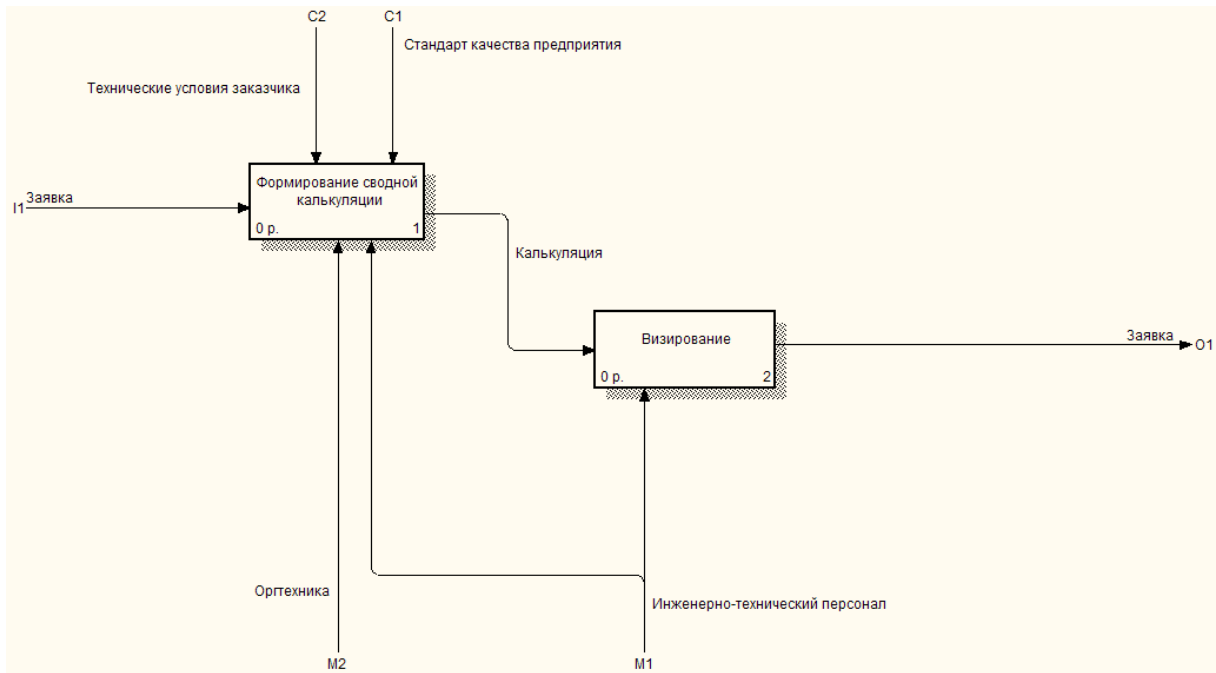 C2
C1
Стандарт качества предприятия
Технические условия заказчика
Формирование сводной
калькуляции
0 р.
1
Заявка
I1
Калькуляция
Визирование
0 р.
2
Заявка
O1
Оргтехника
Инженерно-технический персонал
M2
M1